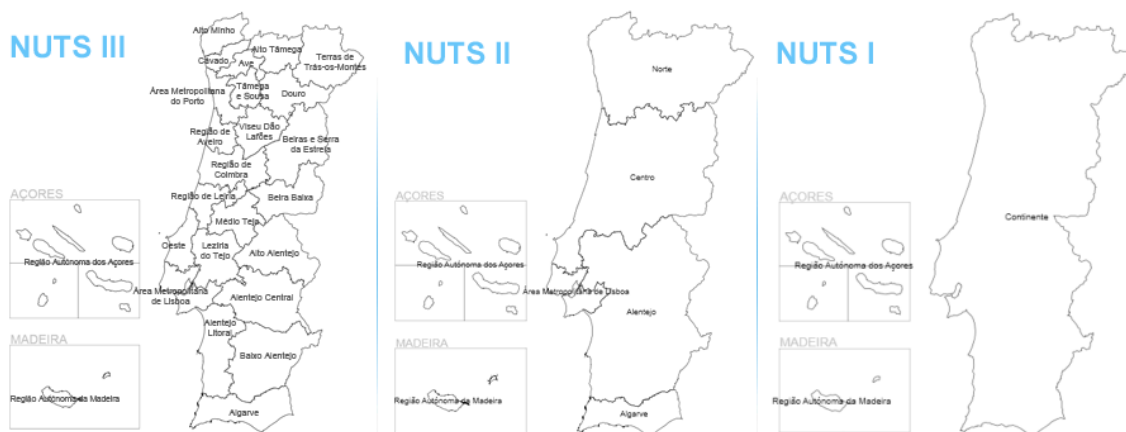 NUTS III
Alto Minho
Alto Tâmega
Terras de
Trás-os-Montes
Cávado
Ave
Tâmega
e Sousa
Douro
Área Metropolitana
do Porto
Região de
Aveiro
Viseu Dão
Lafões
Beiras e Serra
da Estrela
Região de
Coimbra
Região de Leiria
Beira Baixa
Médio Tejo
Oeste
Lezíria
do Tejo
Alto Alentejo
Área Metropolitana
de Lisboa
Alentejo Central
Alentejo
Litoral
Baixo Alentejo
Algarve
AÇORES
Região Autónoma dos Açores
MADEIRA
Região Autónoma da Madeira
NUTS II
Norte
Centro
Área Metropolitana de Lisboa
Alentejo
Algarve
AÇORES
Região Autónoma dos Açores
MADEIRA
Região Autónoma da Madeira
NUTS I
Continente
AÇORES
Região Autónoma dos Açores
MADEIRA
Região Autónoma da Madeira